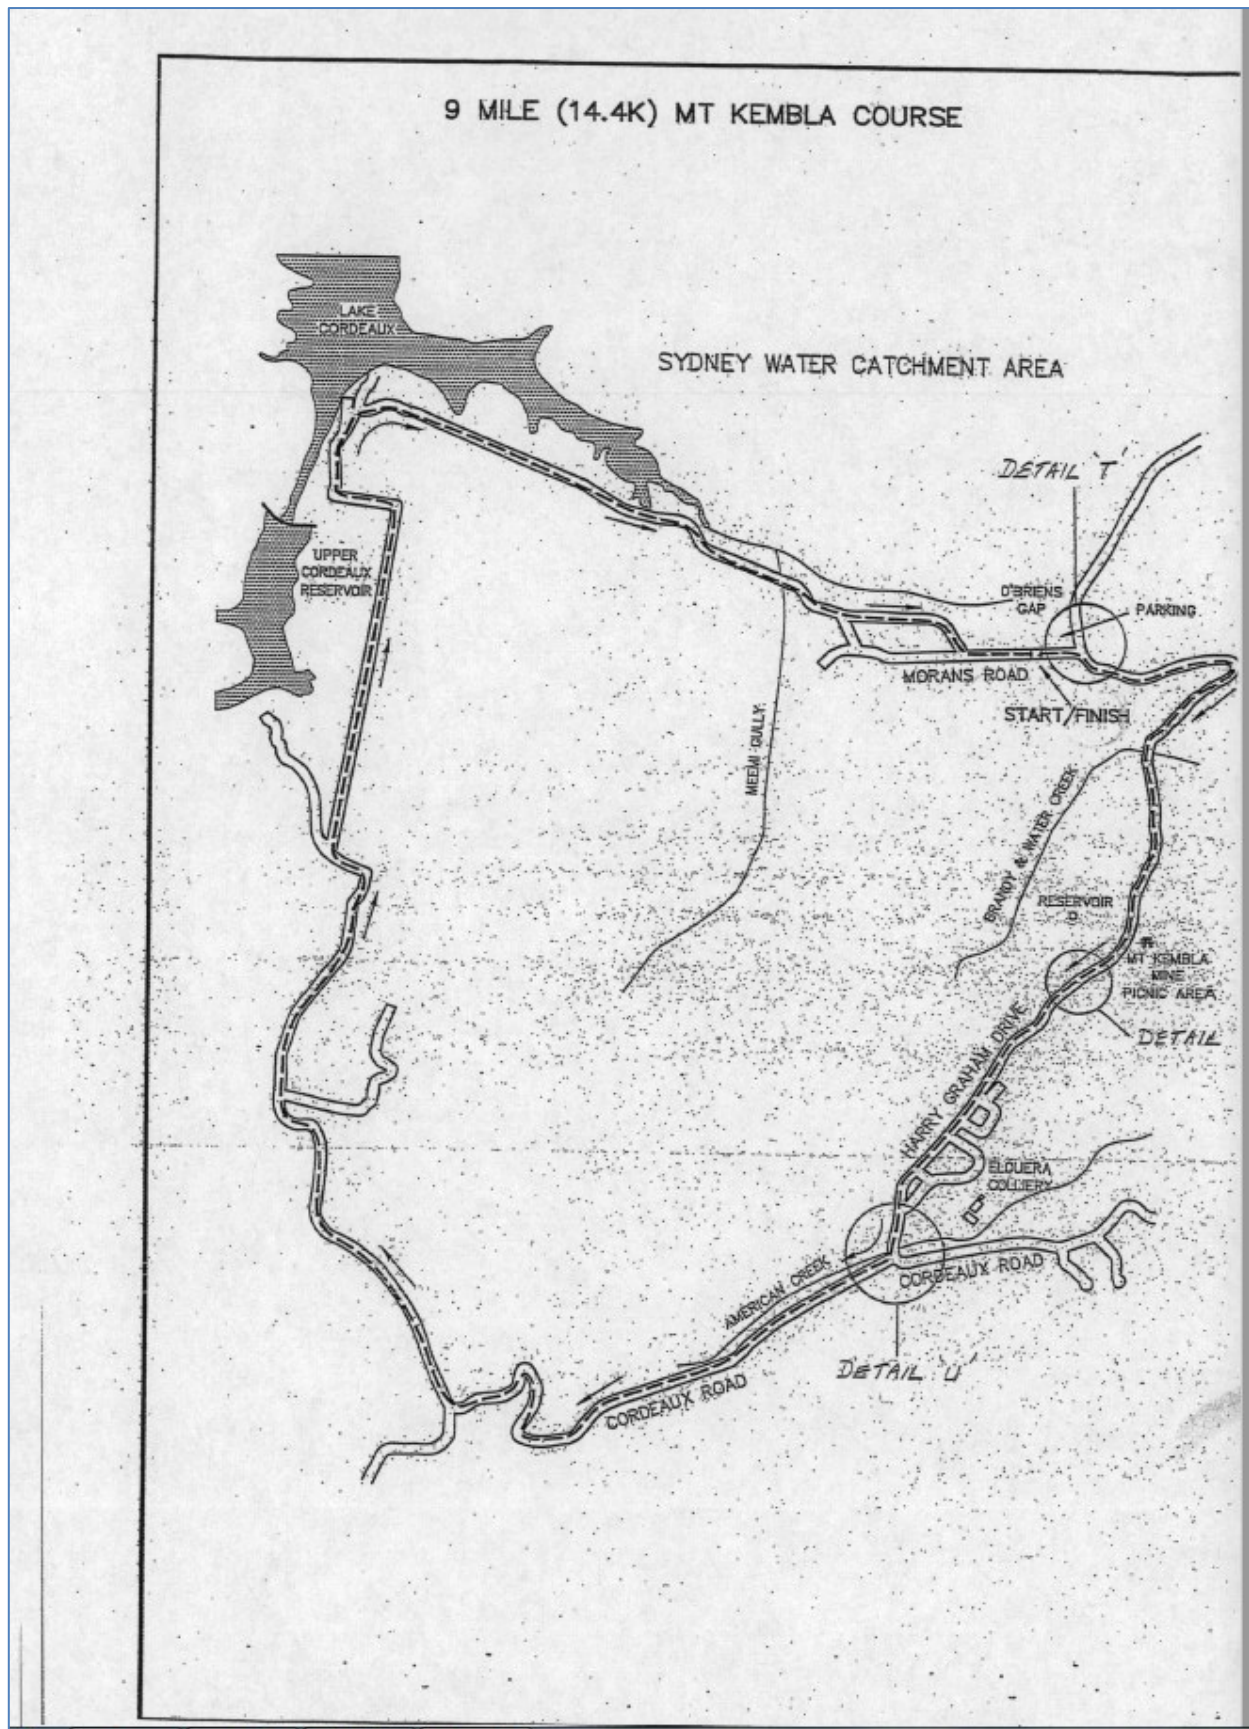 9 MILE (14.4K) MT KEMBLA COURSE
LAKE
CORDEAUX
SYDNEY WATER CATCHMENT AREA
DETAIL 'T'
UPPER
CORDEAUX
RESERVOIR
O'BRIENS
GAP
PARKING
MORANS ROAD
START/FINISH
MEEMI GULLY
BRANDY & WATER CREEK
RESERVOIR
MT KEMBLA
MINE
PICNIC AREA
DETAIL
HARRY GRAHAM DRIVE
ELOUERA
COLLIERY
AMERICAN CREEK
CORDEAUX ROAD
DETAIL 'U'
CORDEAUX ROAD